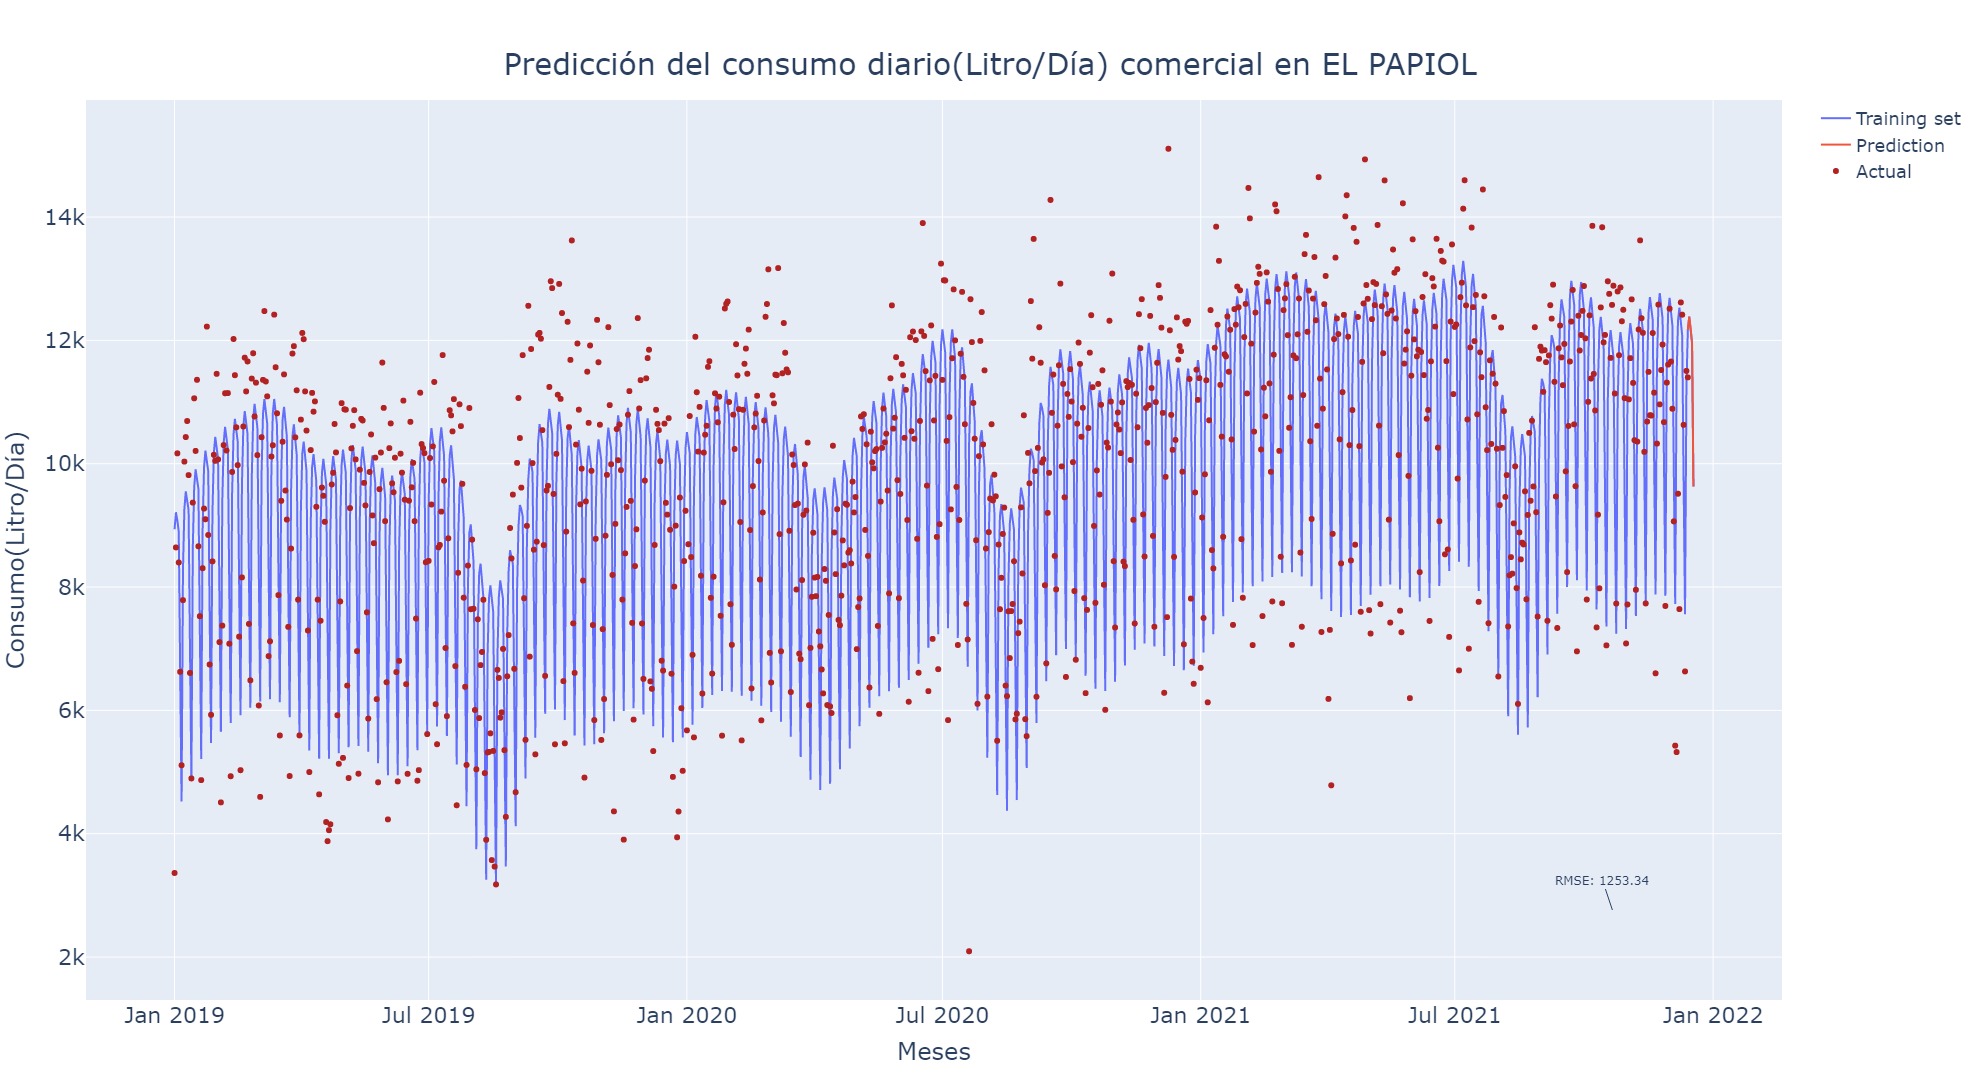 Predicción del consumo diario(Litro/Día) comercial en EL PAPIOL
Training set
Prediction
Actual
Consumo(Litro/Día)
14k
12k
10k
8k
6k
4k
2k
RMSE: 1253.34
Jan 2019
Jul 2019
Jan 2020
Jul 2020
Jan 2021
Jul 2021
Jan 2022
Meses